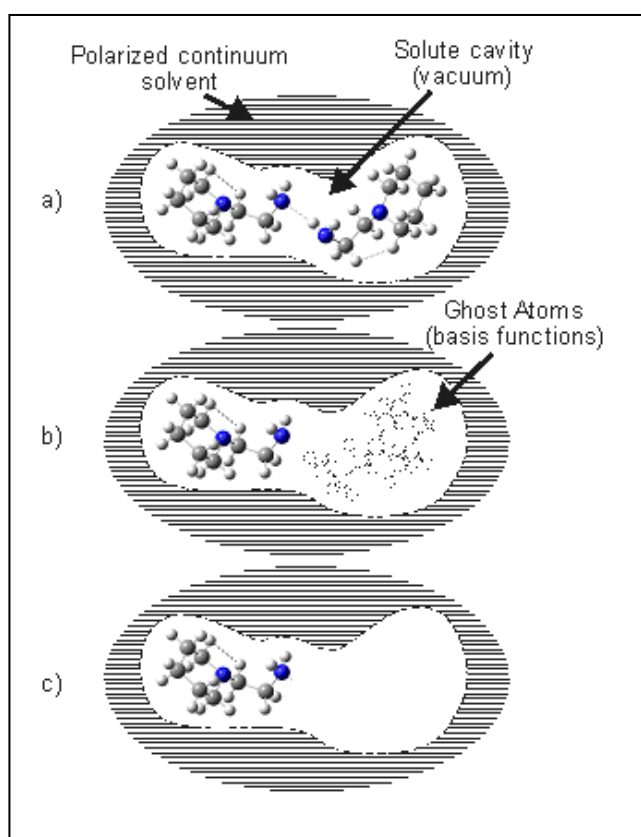 Polarized continuum
solvent
Solute cavity
(vacuum)
a)
Ghost Atoms
(basis functions)
b)
c)